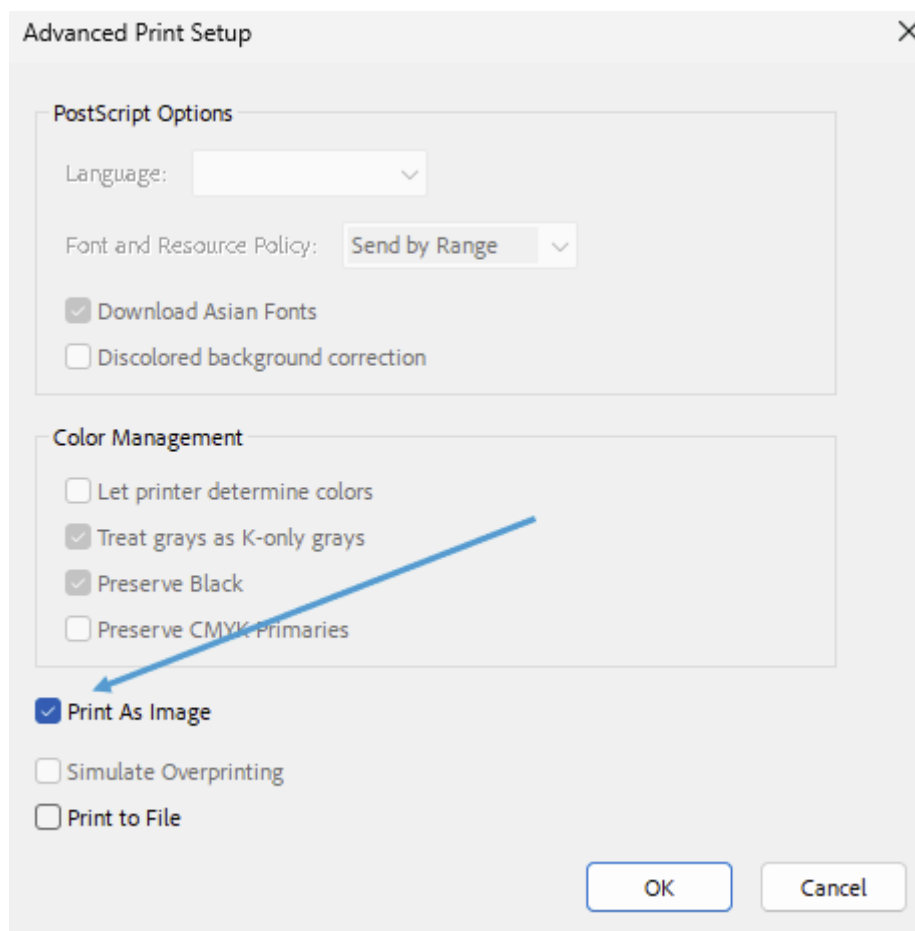 Advanced Print Setup
PostScript Options
Language:
Font and Resource Policy: Send by Range
Download Asian Fonts
Discolored background correction
Color Management
Let printer determine colors
Treat grays as K-only grays
Preserve Black
Preserve CMYK Primaries
Print As Image
Simulate Overprinting
Print to File
OK Cancel